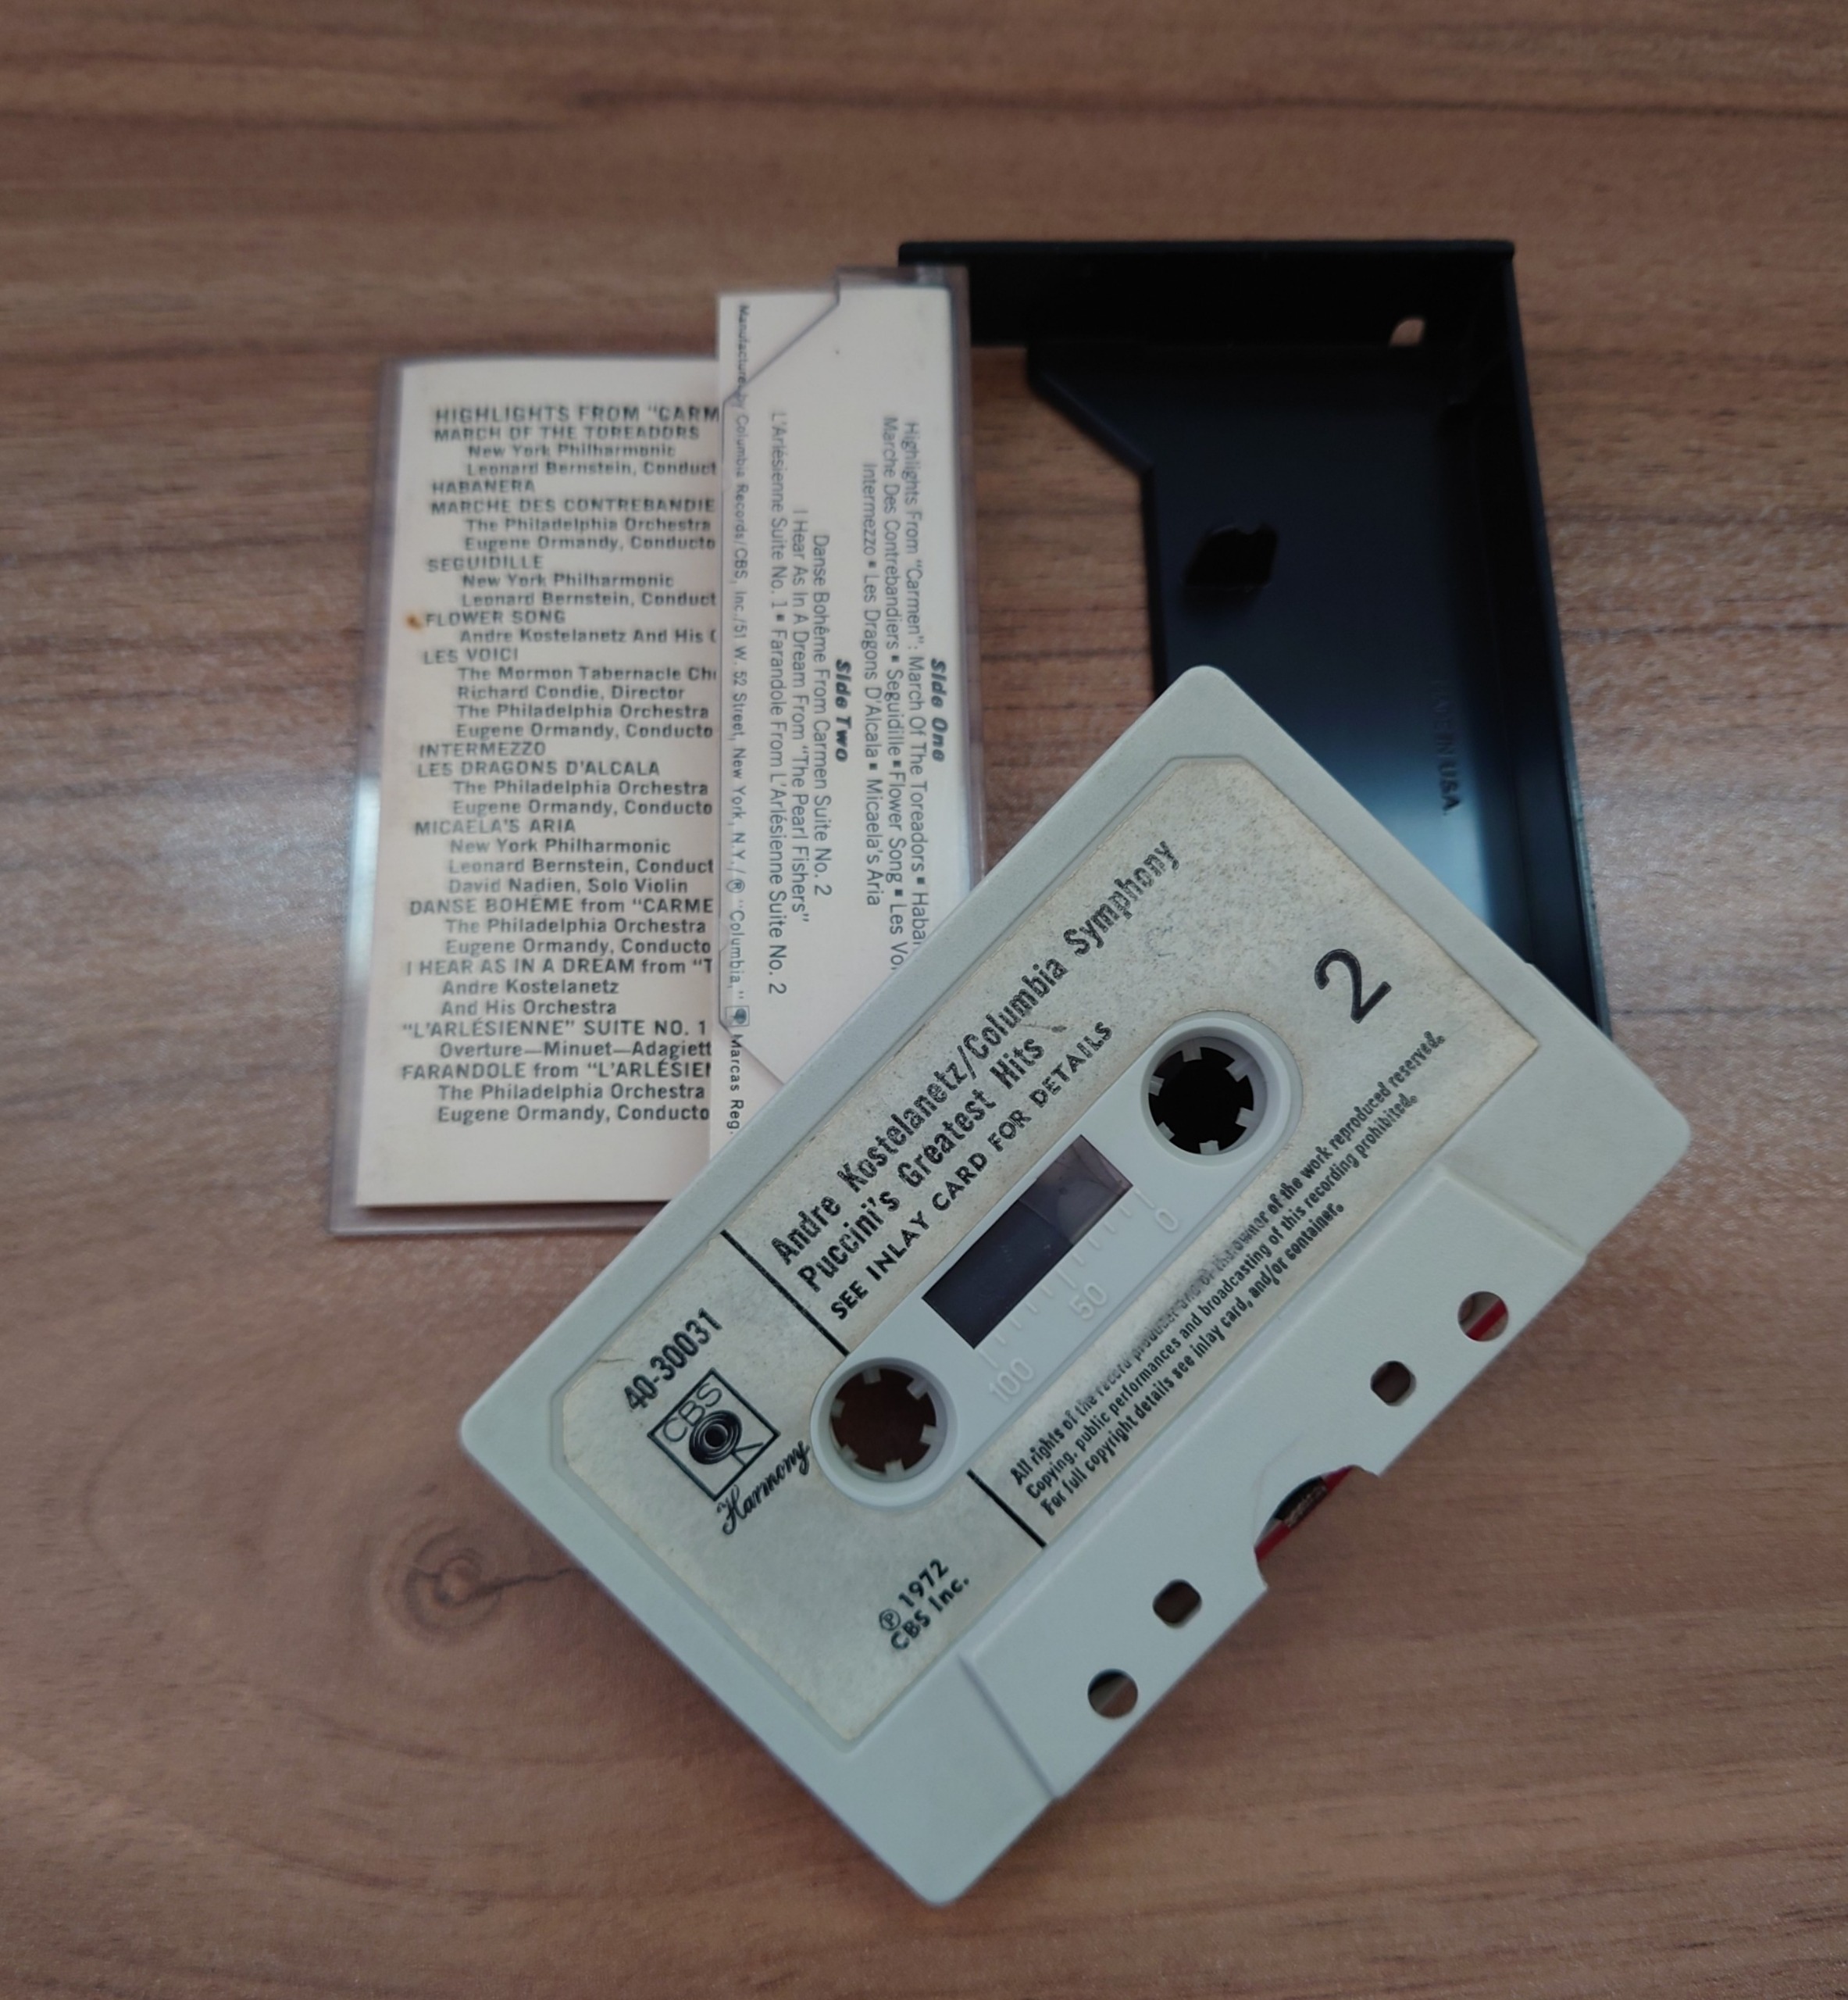 HIGHLIGHTS FROM "CARM
MARCH OF THE TOREADORS
New York Philharmonic
Leonard Bernstein, Conduct
HABANERA
MARCHE DES CONTREBANDIE
The Philadelphia Orchestra
Eugene Ormandy, Conducto
SEGUIDILLE
New York Philharmonic
Leonard Bernstein, Conduct
FLOWER SONG
Andre Kostelanetz And His
LES VOICI
The Mormon Tabernacle Ch
Richard Condie, Director
The Philadelphia Orchestra
Eugene Ormandy, Conducto
INTERMEZZO
LES DRAGONS D'ALCALA
The Philadelphia Orchestra
Eugene Ormandy, Conducto
MICAELA'S ARIA
New York Philharmonic
Leonard Bernstein, Conduct
David Nadien, Solo Violin
DANSE BOHÊME from "CARME
The Philadelphia Orchestra
Eugene Ormandy, Conducto
I HEAR AS IN A DREAM from "T
Andre Kostelanetz
And His Orchestra
"L'ARLÉSIENNE" SUITE NO. 1
Overture—Minuet—Adagiett
FARANDOLE from "L'ARLÉSIE
The Philadelphia Orchestra
Eugene Ormandy, Conducto
Side One
Highlights From "Carmen": March Of The Toreadors ▪ Haba
Marche Des Contrebandiers ▪ Seguidille ▪ Flower Song ▪ Les Vo
Intermezzo ▪ Les Dragons D'Alcala ▪ Micaela's Aria
Side Two
Danse Bohême From Carmen Suite No. 2
I Hear As In A Dream From "The Pearl Fishers"
L'Arlésienne Suite No. 1 ▪ Farandole From L'Arlésienne Suite No. 2
Manufactured by Columbia Records/CBS, Inc./51 W. 52 Street, New York, N.Y./® "Columbia," Marcas Reg.
IN USA
2
Andre Kostelanetz/Columbia Symphony
Puccini's Greatest Hits
SEE INLAY CARD FOR DETAILS
40-30031
CBS
Harmony
100 50 0
℗ 1972
CBS Inc.
All rights of the record producer and of the owner of the work reproduced reserved.
Copying, public performances and broadcasting of this recording prohibited.
For full copyright details see inlay card, and/or container.